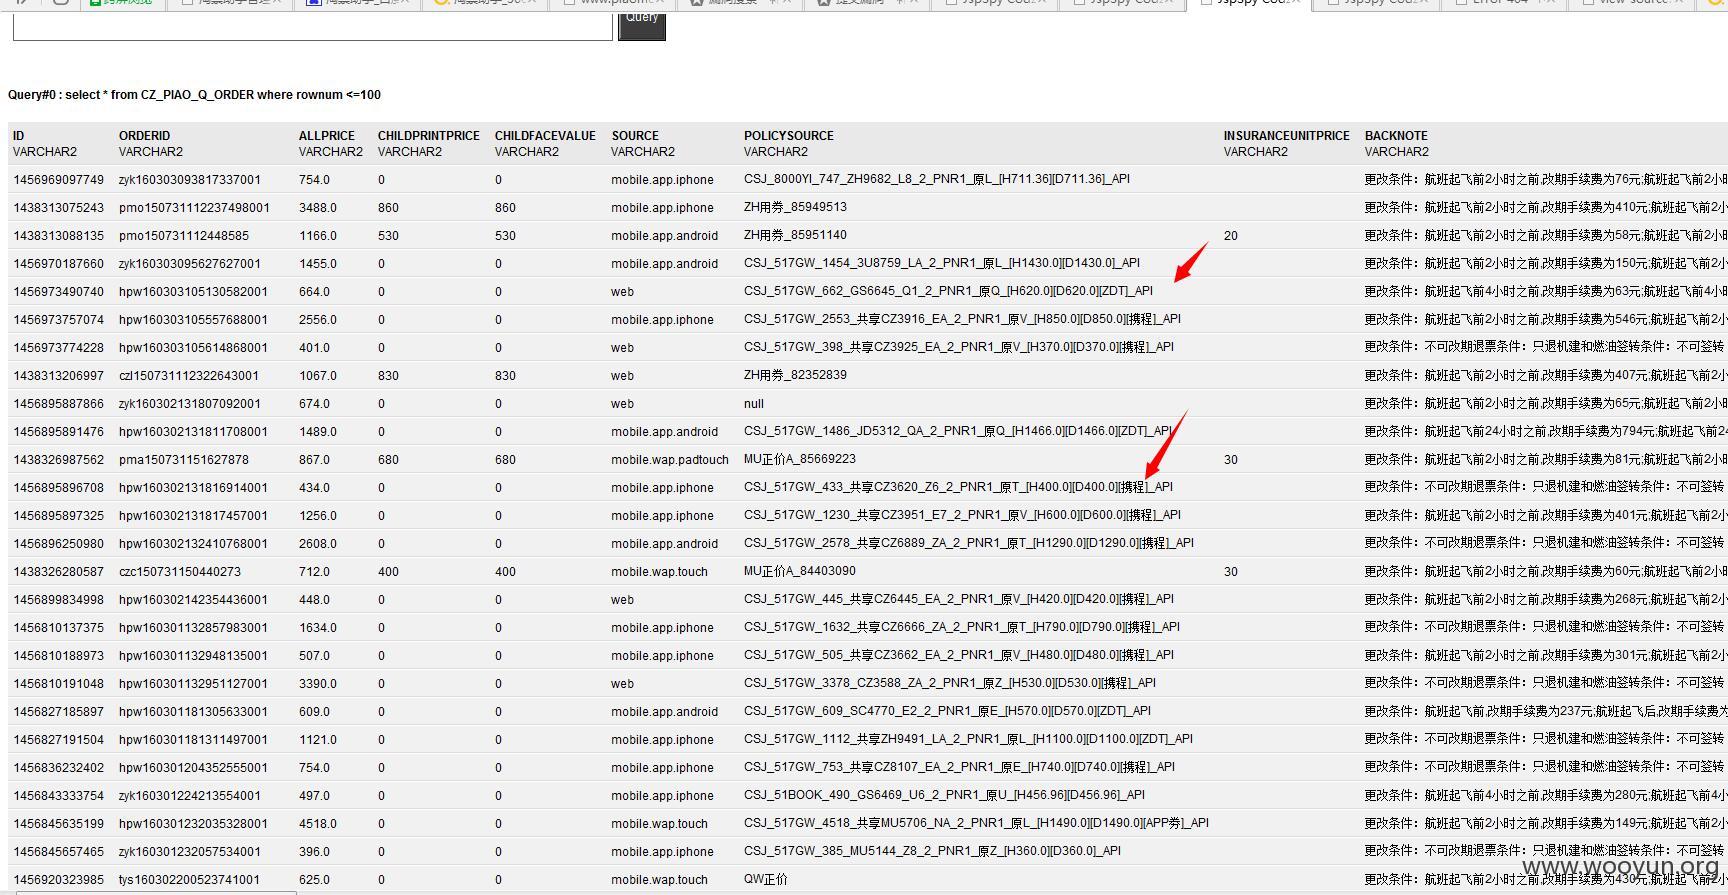 药房浏览
www.piaome
JspSpy Cod
JspSpy Cod
JspSpy Cod
JspSpy Cod
JspSpy Cod
Error 404
view-source:
Query
Query#0 : select * from CZ_PIAO_Q_ORDER where rownum <=100
ID ORDERID ALLPRICE CHILDPRINTPRICE CHILDFACEVALUE SOURCE POLICYSOURCE INSURANCEUNITPRICE BACKNOTE
VARCHAR2 VARCHAR2 VARCHAR2 VARCHAR2 VARCHAR2 VARCHAR2 VARCHAR2 VARCHAR2 VARCHAR2
1456969097749 zyk160303093817337001 754.0 0 0 mobile.app.iphone CSJ_8000YI_747_ZH9682_L8_2_PNR1_原L_[H711.36][D711.36]_API 更改条件：航班起飞前2小时之前,改期手续费为76元;航班起飞前2小时
1438313075243 pmo150731112237498001 3488.0 860 860 mobile.app.iphone ZH用券_85949513 更改条件：航班起飞前2小时之前,改期手续费为410元;航班起飞前2小
1438313088135 pmo150731112448585 1166.0 530 530 mobile.app.android ZH用券_85951140 20 更改条件：航班起飞前2小时之前,改期手续费为58元;航班起飞前2小时
1456970187660 zyk160303095627627001 1455.0 0 0 mobile.app.android CSJ_517GW_1454_3U8759_LA_2_PNR1_原L_[H1430.0][D1430.0]_API 更改条件：航班起飞前2小时之前,改期手续费为150元;航班起飞前2小
1456973490740 hpw160303105130582001 664.0 0 0 web CSJ_517GW_662_GS6645_Q1_2_PNR1_原Q_[H620.0][D620.0][ZDT]_API 更改条件：航班起飞前4小时之前,改期手续费为63元;航班起飞前4小时
1456973757074 hpw160303105557688001 2556.0 0 0 mobile.app.iphone CSJ_517GW_2553_共享CZ3916_EA_2_PNR1_原V_[H850.0][D850.0][携程]_API 更改条件：航班起飞前2小时之前,改期手续费为546元;航班起飞前2小
1456973774228 hpw160303105614868001 401.0 0 0 web CSJ_517GW_398_共享CZ3925_EA_2_PNR1_原V_[H370.0][D370.0][携程]_API 更改条件：不可改期退票条件：只退机建和燃油签转条件：不可签转
1438313206997 czl150731112322643001 1067.0 830 830 web ZH用券_82352839 更改条件：航班起飞前2小时之前,改期手续费为407元;航班起飞前2小
1456895887866 zyk160302131807092001 674.0 0 0 web null 更改条件：航班起飞前2小时之前,改期手续费为65元;航班起飞前2小时
1456895891476 hpw160302131811708001 1489.0 0 0 mobile.app.android CSJ_517GW_1486_JD5312_QA_2_PNR1_原Q_[H1466.0][D1466.0][ZDT]_API 更改条件：航班起飞前24小时之前,改期手续费为794元;航班起飞前24
1438326987562 pma150731151627878 867.0 680 680 mobile.wap.padtouch MU正价A_85669223 30 更改条件：航班起飞前2小时之前,改期手续费为81元;航班起飞前2小时
1456895896708 hpw160302131816914001 434.0 0 0 mobile.app.iphone CSJ_517GW_433_共享CZ3620_Z6_2_PNR1_原T_[H400.0][D400.0][携程]_API 更改条件：不可改期退票条件：只退机建和燃油签转条件：不可签转
1456895897325 hpw160302131817457001 1256.0 0 0 mobile.app.iphone CSJ_517GW_1230_共享CZ3951_E7_2_PNR1_原V_[H600.0][D600.0][携程]_API 更改条件：航班起飞前2小时之前,改期手续费为401元;航班起飞前2小
1456896250980 hpw160302132410768001 2608.0 0 0 mobile.app.android CSJ_517GW_2578_共享CZ6889_ZA_2_PNR1_原T_[H1290.0][D1290.0][携程]_API 更改条件：不可改期退票条件：只退机建和燃油签转条件：不可签转
1438326280587 czc150731150440273 712.0 400 400 mobile.wap.touch MU正价A_84403090 30 更改条件：航班起飞前2小时之前,改期手续费为60元;航班起飞前2小时
1456899834998 hpw160302142354436001 448.0 0 0 web CSJ_517GW_445_共享CZ6445_EA_2_PNR1_原V_[H420.0][D420.0][携程]_API 更改条件：航班起飞前2小时之前,改期手续费为268元;航班起飞前2小
1456810137375 hpw160301132857983001 1634.0 0 0 mobile.app.iphone CSJ_517GW_1632_共享CZ6666_ZA_2_PNR1_原T_[H790.0][D790.0][携程]_API 更改条件：不可改期退票条件：只退机建和燃油签转条件：不可签转
1456810188973 hpw160301132948135001 507.0 0 0 mobile.app.iphone CSJ_517GW_505_共享CZ3662_EA_2_PNR1_原V_[H480.0][D480.0][携程]_API 更改条件：航班起飞前2小时之前,改期手续费为301元;航班起飞前2小
1456810191048 hpw160301132951127001 3390.0 0 0 web CSJ_517GW_3378_CZ3588_ZA_2_PNR1_原Z_[H530.0][D530.0][携程]_API 更改条件：不可改期退票条件：只退机建和燃油签转条件：不可签转
1456827185897 hpw160301181305633001 609.0 0 0 mobile.app.android CSJ_517GW_609_SC4770_E2_2_PNR1_原E_[H570.0][D570.0][ZDT]_API 更改条件：航班起飞前,改期手续费为237元;航班起飞后,改期手续费为
1456827191504 hpw160301181311497001 1121.0 0 0 mobile.app.iphone CSJ_517GW_1112_共享ZH9491_LA_2_PNR1_原L_[H1100.0][D1100.0][ZDT]_API 更改条件：不可改期退票条件：只退机建和燃油签转条件：不可签转
1456836232402 hpw160301204352555001 754.0 0 0 mobile.app.iphone CSJ_517GW_753_共享CZ8107_EA_2_PNR1_原E_[H740.0][D740.0][携程]_API 更改条件：不可改期退票条件：只退机建和燃油签转条件：不可签转
1456843333754 zyk160301224213554001 497.0 0 0 mobile.app.iphone CSJ_51BOOK_490_GS6469_U6_2_PNR1_原U_[H456.96][D456.96]_API 更改条件：航班起飞前4小时之前,改期手续费为280元;航班起飞前4小
1456845635199 hpw160301232035328001 4518.0 0 0 mobile.wap.touch CSJ_517GW_4518_共享MU5706_NA_2_PNR1_原L_[H1490.0][D1490.0][APP劵]_API 更改条件：航班起飞前2小时之前,改期手续费为149元;航班起飞前2小
1456845657465 zyk160301232057534001 396.0 0 0 mobile.app.iphone CSJ_517GW_385_MU5144_Z8_2_PNR1_原Z_[H360.0][D360.0]_API 更改条件：不可改期退票条件：只退机建和燃油签转条件：不可签转
1456920323985 tys160302200523741001 625.0 0 0 mobile.wap.touch QW正价 更改条件：航班起飞前2小时之前,改期手续费为430元;航班起飞前2小
www.wooyun.org